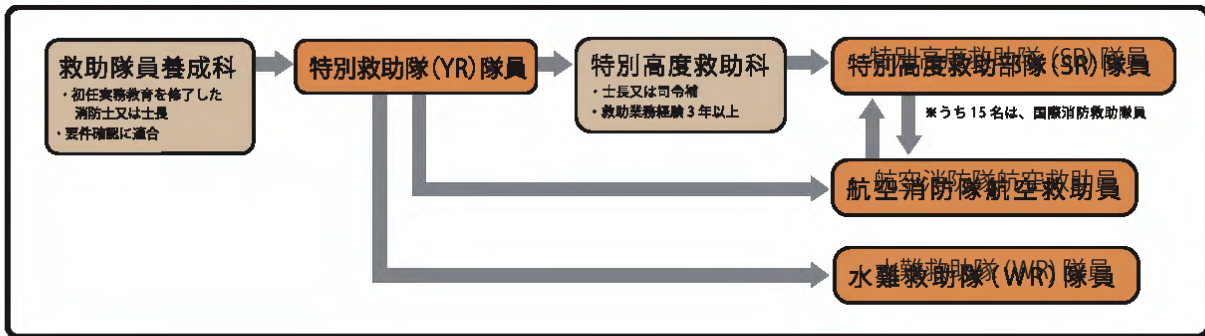 救助隊員養成科
・初任実務教育を修了した
消防士又は士長
・要件確認に適合
特別救助隊(YR)隊員
特別高度救助科
・士長又は司令補
・救助業務経験3年以上
特別高度救助部隊(SR)隊員
※うち15名は、国際消防救助隊員
航空消防隊航空救助員
水難救助隊(WR)隊員